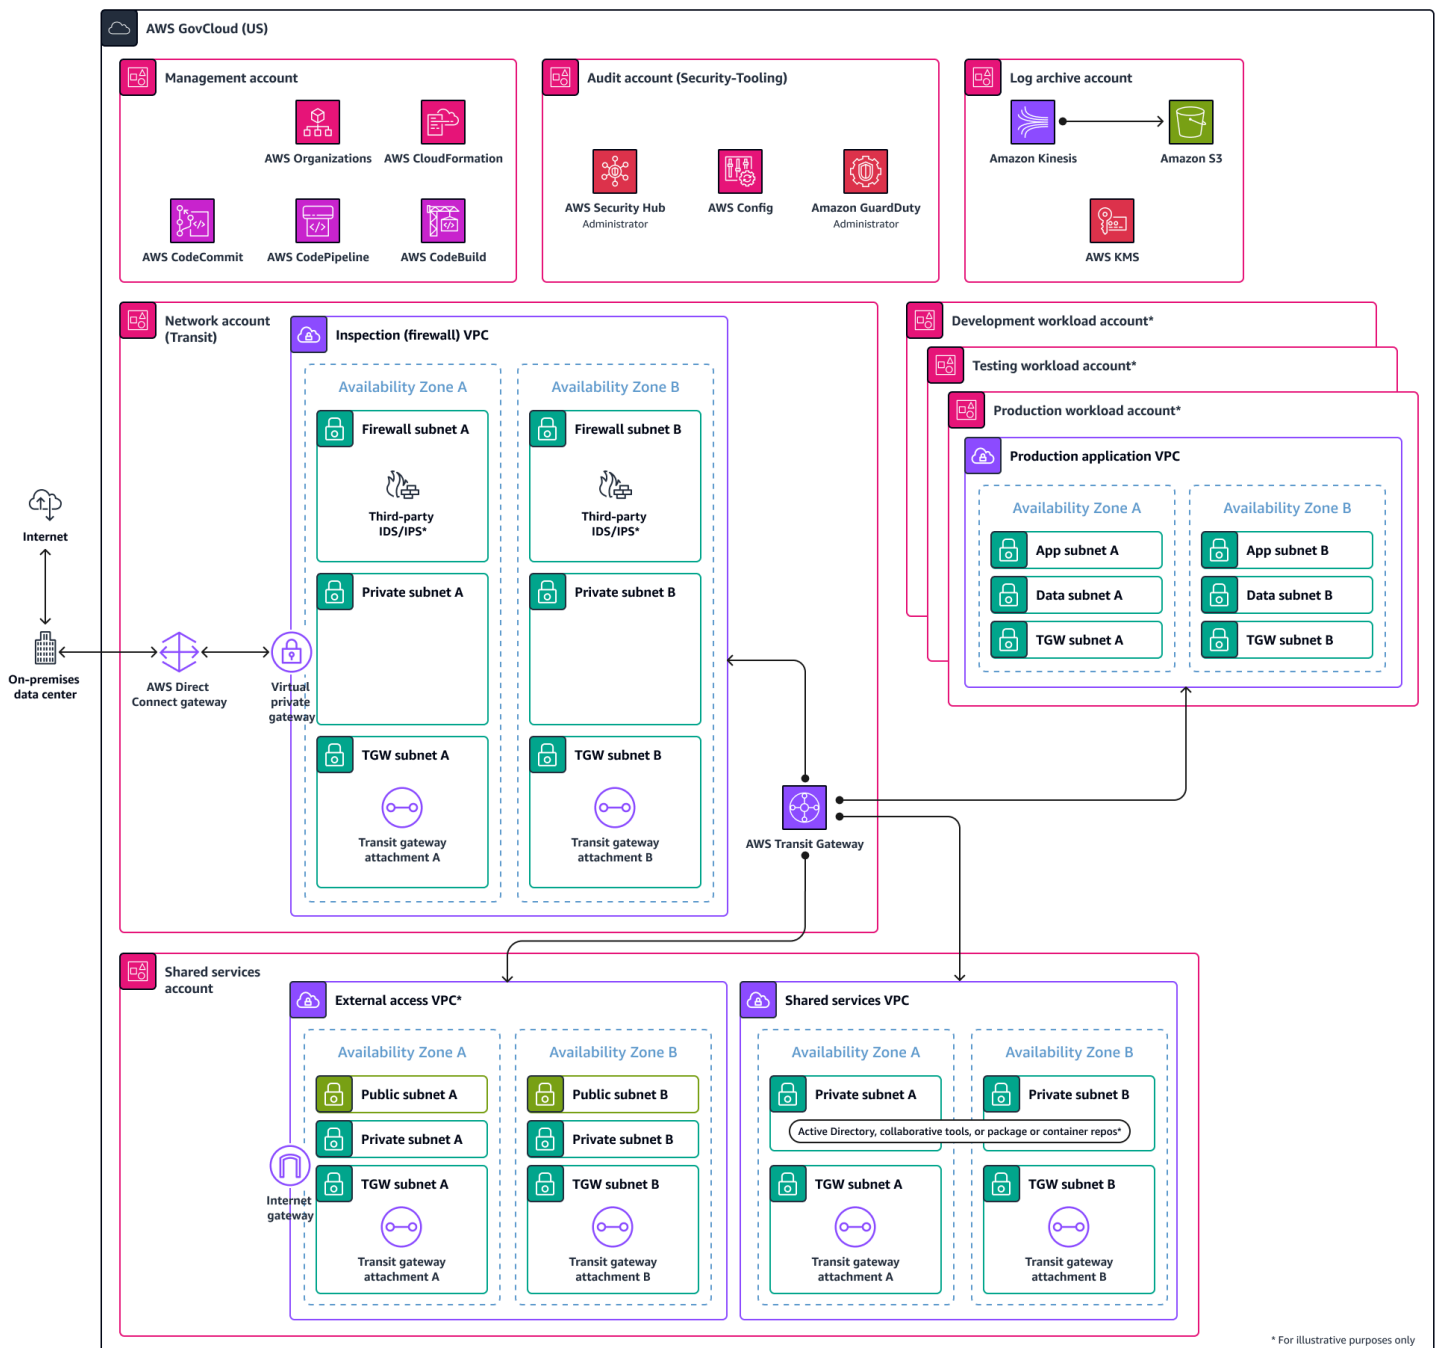 AWS GovCloud (US)
Management account
AWS Organizations
AWS CloudFormation
AWS CodeCommit
AWS CodePipeline
AWS CodeBuild
Audit account (Security-Tooling)
AWS Security Hub
Administrator
AWS Config
Amazon GuardDuty
Administrator
Log archive account
Amazon Kinesis
Amazon S3
AWS KMS
Network account
(Transit)
Inspection (firewall) VPC
Availability Zone A
Firewall subnet A
Third-party
IDS/IPS*
Private subnet A
TGW subnet A
Transit gateway
attachment A
Availability Zone B
Firewall subnet B
Third-party
IDS/IPS*
Private subnet B
TGW subnet B
Transit gateway
attachment B
Internet
On-premises
data center
AWS Direct
Connect gateway
Virtual
private
gateway
AWS Transit Gateway
Development workload account*
Testing workload account*
Production workload account*
Production application VPC
Availability Zone A
App subnet A
Data subnet A
TGW subnet A
Availability Zone B
App subnet B
Data subnet B
TGW subnet B
Shared services
account
External access VPC*
Availability Zone A
Public subnet A
Private subnet A
TGW subnet A
Transit gateway
attachment A
Internet
gateway
Availability Zone B
Public subnet B
Private subnet B
TGW subnet B
Transit gateway
attachment B
Shared services VPC
Availability Zone A
Private subnet A
Availability Zone B
Private subnet B
Active Directory, collaborative tools, or package or container repos*
TGW subnet A
Transit gateway
attachment A
TGW subnet B
Transit gateway
attachment B
* For illustrative purposes only